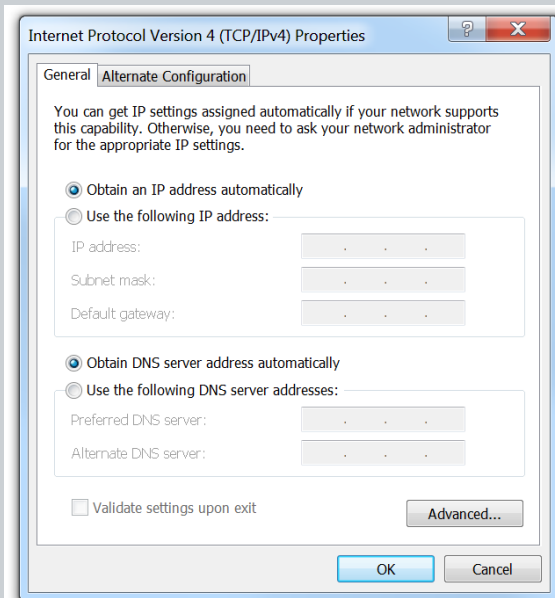 Internet Protocol Version 4 (TCP/IPv4) Properties
General
Alternate Configuration
You can get IP settings assigned automatically if your network supports
this capability. Otherwise, you need to ask your network administrator
for the appropriate IP settings.
Obtain an IP address automatically
Use the following IP address:
IP address:
Subnet mask:
Default gateway:
Obtain DNS server address automatically
Use the following DNS server addresses:
Preferred DNS server:
Alternate DNS server:
Validate settings upon exit
Advanced...
OK
Cancel